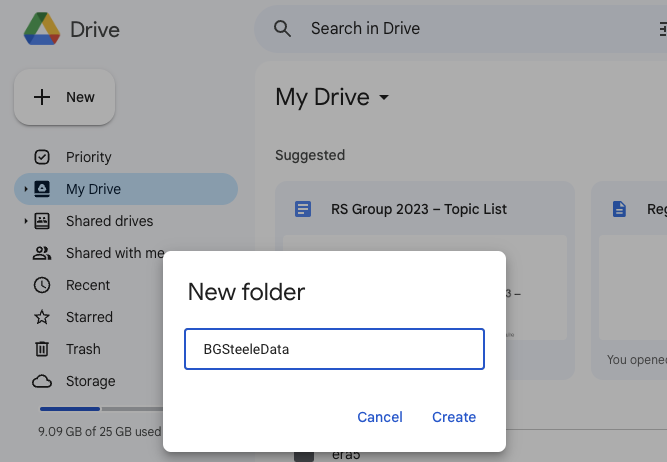 Drive
Search in Drive
New
My Drive
Priority
My Drive
Shared drives
Shared with me
Recent
Starred
Trash
Storage
9.09 GB of 25 GB used
Suggested
RS Group 2023 – Topic List
Reg
3 –
You opened
New folder
BGSteeleData
Cancel
Create
era5